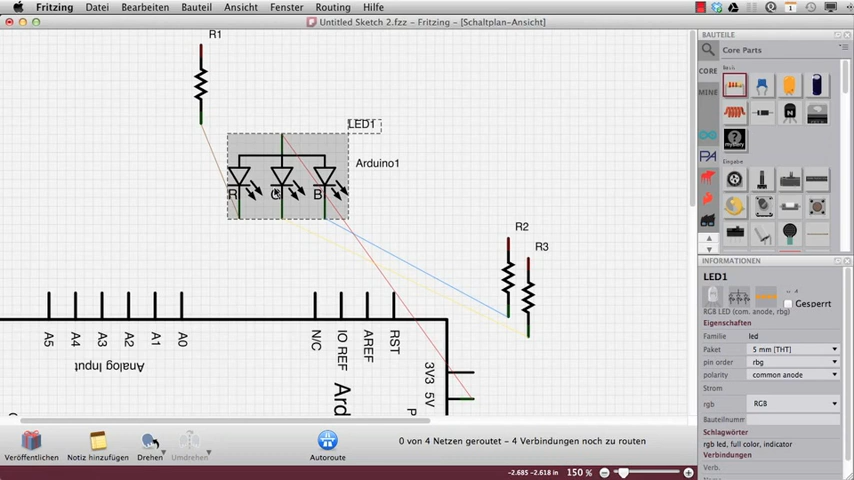 Fritzing Datei Bearbeiten Bauteil Ansicht Fenster Routing Hilfe
Untitled Sketch 2.fzz - Fritzing - [Schaltplan-Ansicht]
BAUTEILE
Core Parts
CORE
MINE
Eingabe
R1
LED1
Arduino1
R
G
B
R2
R3
A5
A4
A3
A2
A1
A0
N/C
IO REF
AREF
RST
Analog Input
Ard
3V3
5V
P
INFORMATIONEN
LED1
Gesperrt
RGB LED (com. anode, rbg)
Eigenschaften
Familie led
Paket 5 mm [THT]
pin order rbg
polarity common anode
Strom
rgb RGB
Bauteilnum
Schlagwörter
rgb led, full color, indicator
Verbindungen
Verb.
Veröffentlichen
Notiz hinzufügen
Drehen
Umdrehen
Autoroute
0 von 4 Netzen geroutet - 4 Verbindungen noch zu routen
-2.685 -2.618 in
150 %